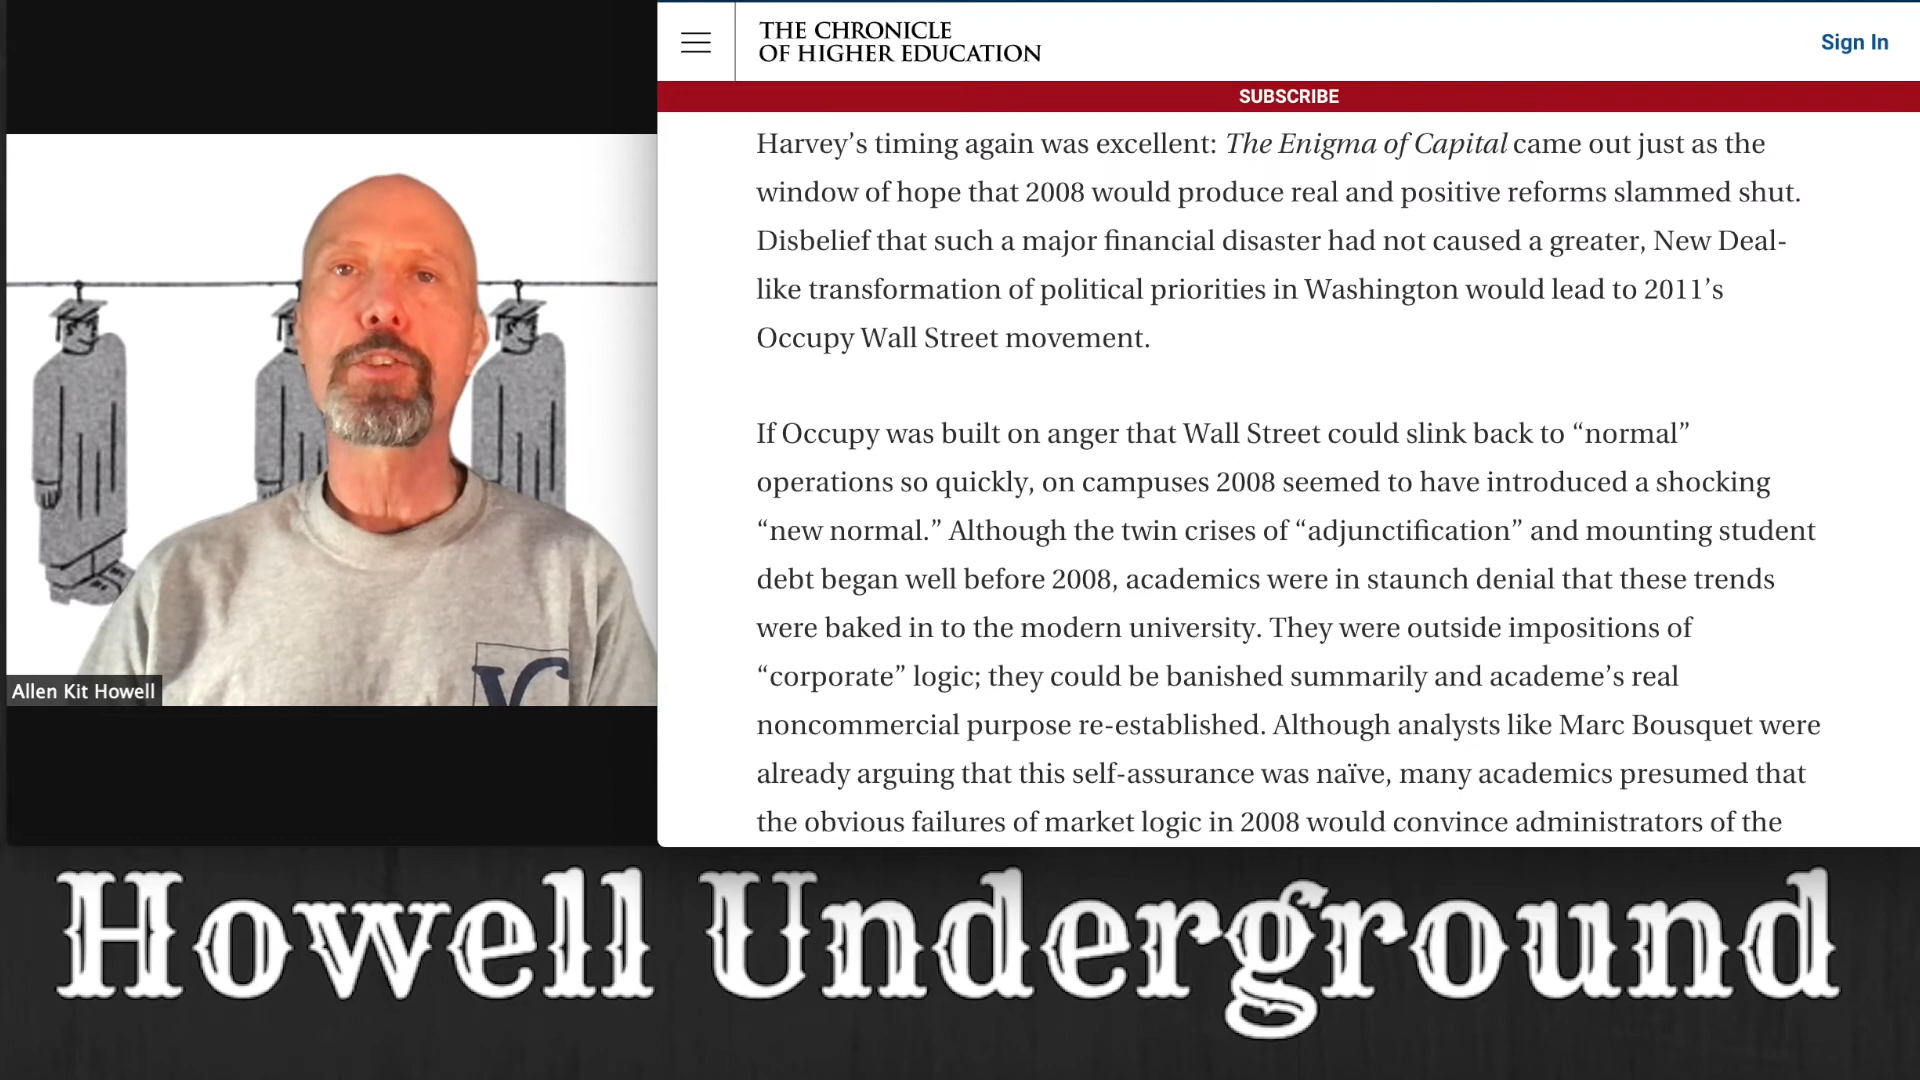 THE CHRONICLE
OF HIGHER EDUCATION
Sign In
SUBSCRIBE
Harvey’s timing again was excellent: The Enigma of Capital came out just as the
window of hope that 2008 would produce real and positive reforms slammed shut.
Disbelief that such a major financial disaster had not caused a greater, New Deal-
like transformation of political priorities in Washington would lead to 2011’s
Occupy Wall Street movement.
If Occupy was built on anger that Wall Street could slink back to “normal”
operations so quickly, on campuses 2008 seemed to have introduced a shocking
“new normal.” Although the twin crises of “adjunctification” and mounting student
debt began well before 2008, academics were in staunch denial that these trends
were baked in to the modern university. They were outside impositions of
“corporate” logic; they could be banished summarily and academe’s real
noncommercial purpose re-established. Although analysts like Marc Bousquet were
already arguing that this self-assurance was naïve, many academics presumed that
the obvious failures of market logic in 2008 would convince administrators of the
Allen Kit Howell
Howell Underground